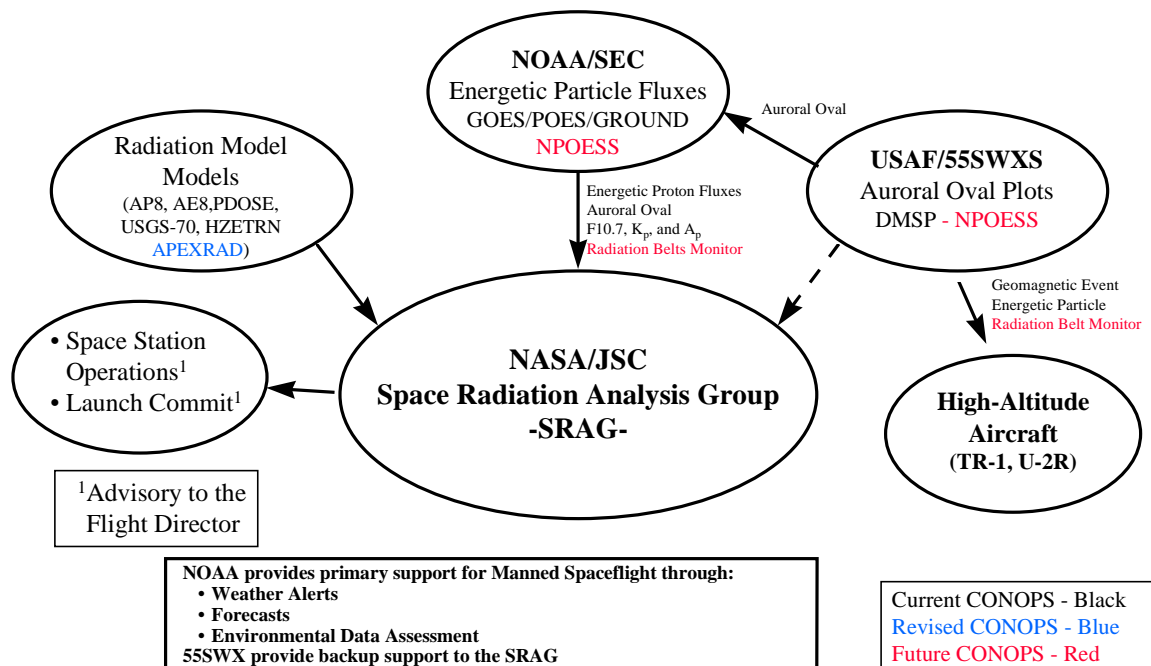 NOAA/SEC
Energetic Particle Fluxes
GOES/POES/GROUND
NPOESS
Auroral Oval
USAF/55SWXS
Auroral Oval Plots
DMSP - NPOESS
Radiation Model
Models
(AP8, AE8,PDOSE,
USGS-70, HZETRN
APEXRAD)
Energetic Proton Fluxes
Auroral Oval
F10.7, Kp, and Ap
Radiation Belts Monitor
Geomagnetic Event
Energetic Particle
Radiation Belt Monitor
• Space Station
Operations¹
• Launch Commit¹
NASA/JSC
Space Radiation Analysis Group
-SRAG-
High-Altitude
Aircraft
(TR-1, U-2R)
¹Advisory to the
Flight Director
NOAA provides primary support for Manned Spaceflight through:
• Weather Alerts
• Forecasts
• Environmental Data Assessment
55SWX provide backup support to the SRAG
Current CONOPS - Black
Revised CONOPS - Blue
Future CONOPS - Red